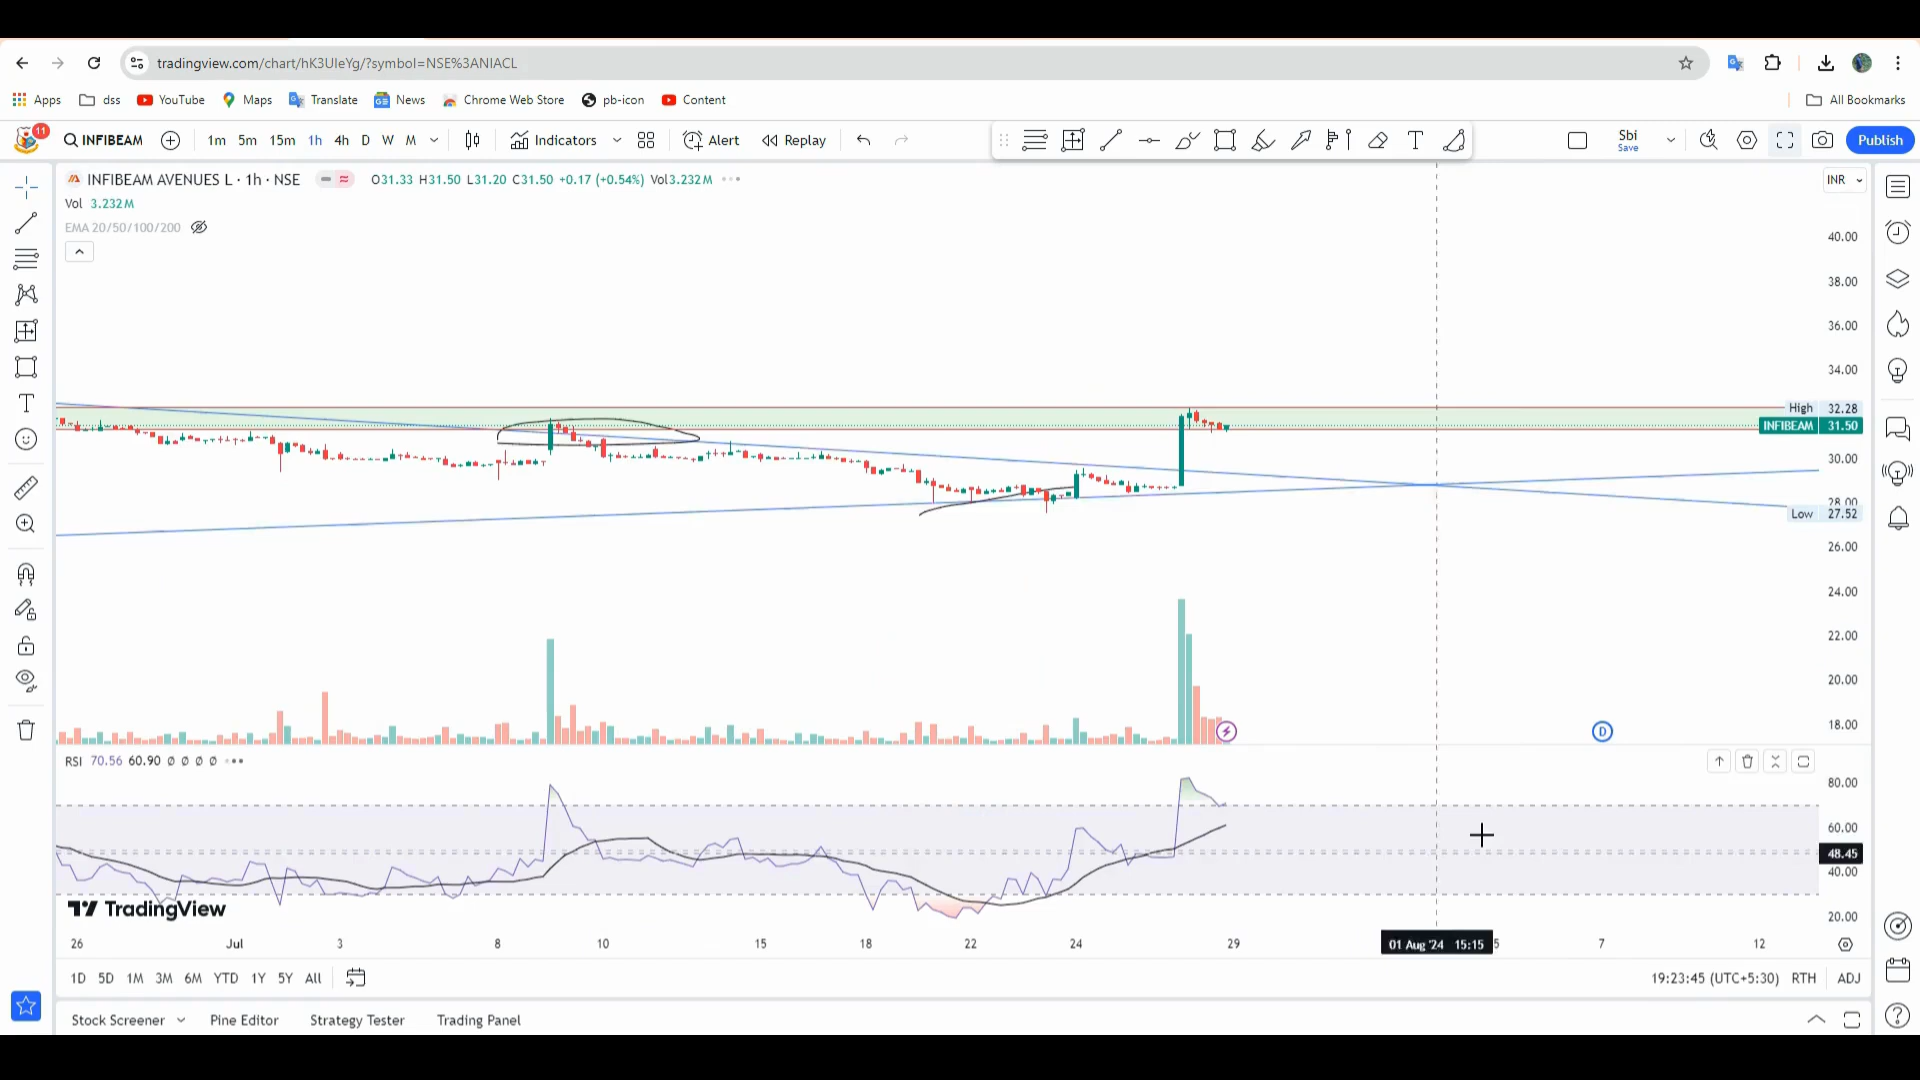 tradingview.com/chart/hK3UIeYg/?symbol=NSE%3ANIACL
Apps dss YouTube Maps Translate News Chrome Web Store pb-icon Content All Bookmarks
11 INFIBEAM 1m 5m 15m 1h 4h D W M Indicators Alert Replay Sbi Save Publish
INFIBEAM AVENUES L · 1h · NSE O31.33 H31.50 L31.20 C31.50 +0.17 (+0.54%) Vol3.232M INR
Vol 3.232M
EMA 20/50/100/200
40.00
38.00
36.00
34.00
High 32.28
INFIBEAM 31.50
30.00
28.00
Low 27.52
26.00
24.00
22.00
20.00
18.00
D
RSI 70.56 60.90 Ø Ø Ø Ø
80.00
60.00
48.45
40.00
20.00
TradingView
26 Jul 3 8 10 15 18 22 24 29 01 Aug '24 15:15 5 7 12
1D 5D 1M 3M 6M YTD 1Y 5Y All 19:23:45 (UTC+5:30) RTH ADJ
Stock Screener Pine Editor Strategy Tester Trading Panel